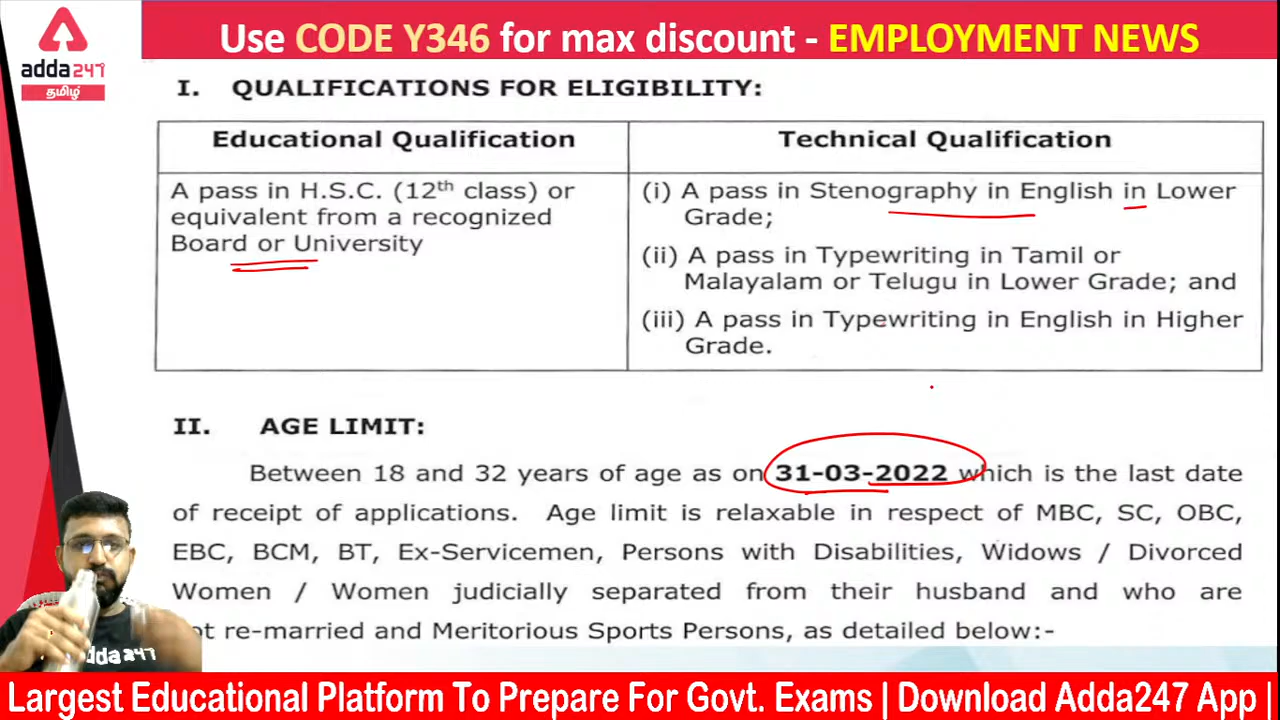 Use CODE Y346 for max discount - EMPLOYMENT NEWS
adda247
தமிழ்
I. QUALIFICATIONS FOR ELIGIBILITY:
Educational Qualification
Technical Qualification
A pass in H.S.C. (12th class) or
equivalent from a recognized
Board or University
(i) A pass in Stenography in English in Lower
Grade;
(ii) A pass in Typewriting in Tamil or
Malayalam or Telugu in Lower Grade; and
(iii) A pass in Typewriting in English in Higher
Grade.
II. AGE LIMIT:
Between 18 and 32 years of age as on 31-03-2022 which is the last date
of receipt of applications. Age limit is relaxable in respect of MBC, SC, OBC,
EBC, BCM, BT, Ex-Servicemen, Persons with Disabilities, Widows / Divorced
Women / Women judicially separated from their husband and who are
re-married and Meritorious Sports Persons, as detailed below:-
adda247
Largest Educational Platform To Prepare For Govt. Exams | Download Adda247 App |